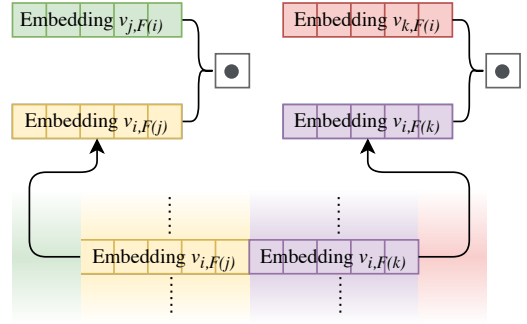 Embedding v_{j,F(i)}
Embedding v_{k,F(i)}
Embedding v_{i,F(j)}
Embedding v_{i,F(k)}
Embedding v_{i,F(j)}
Embedding v_{i,F(k)}